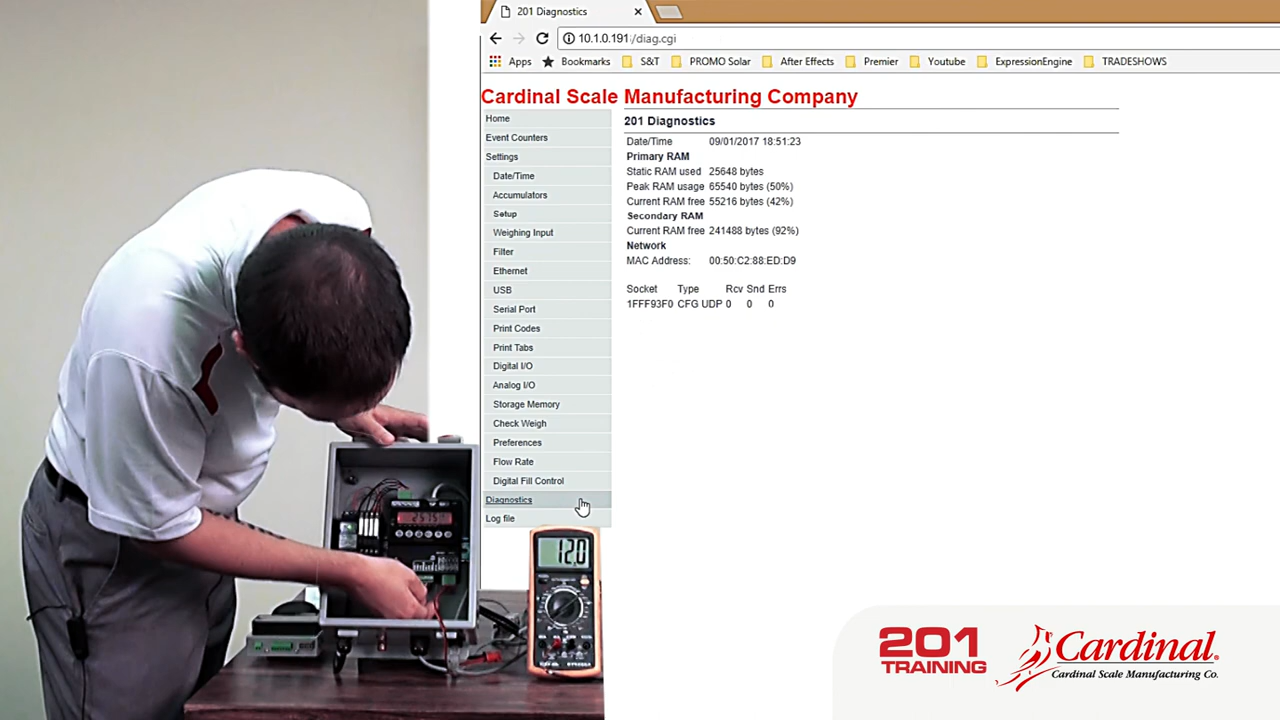 201 Diagnostics
10.1.0.191/diag.cgi
Apps Bookmarks S&T PROMO Solar After Effects Premier Youtube ExpressionEngine TRADESHOWS
Cardinal Scale Manufacturing Company
Home
Event Counters
Settings
Date/Time
Accumulators
Setup
Weighing Input
Filter
Ethernet
USB
Serial Port
Print Codes
Print Tabs
Digital I/O
Analog I/O
Storage Memory
Check Weigh
Preferences
Flow Rate
Digital Fill Control
Diagnostics
Log file
201 Diagnostics
Date/Time 09/01/2017 18:51:23
Primary RAM
Static RAM used 25648 bytes
Peak RAM usage 65540 bytes (50%)
Current RAM free 55216 bytes (42%)
Secondary RAM
Current RAM free 241488 bytes (92%)
Network
MAC Address: 00:50:C2:88:ED:D9
Socket Type Rcv Snd Errs
1FFF93F0 CFG UDP 0 0 0
12.0
201
TRAINING
Cardinal®
Cardinal Scale Manufacturing Co.